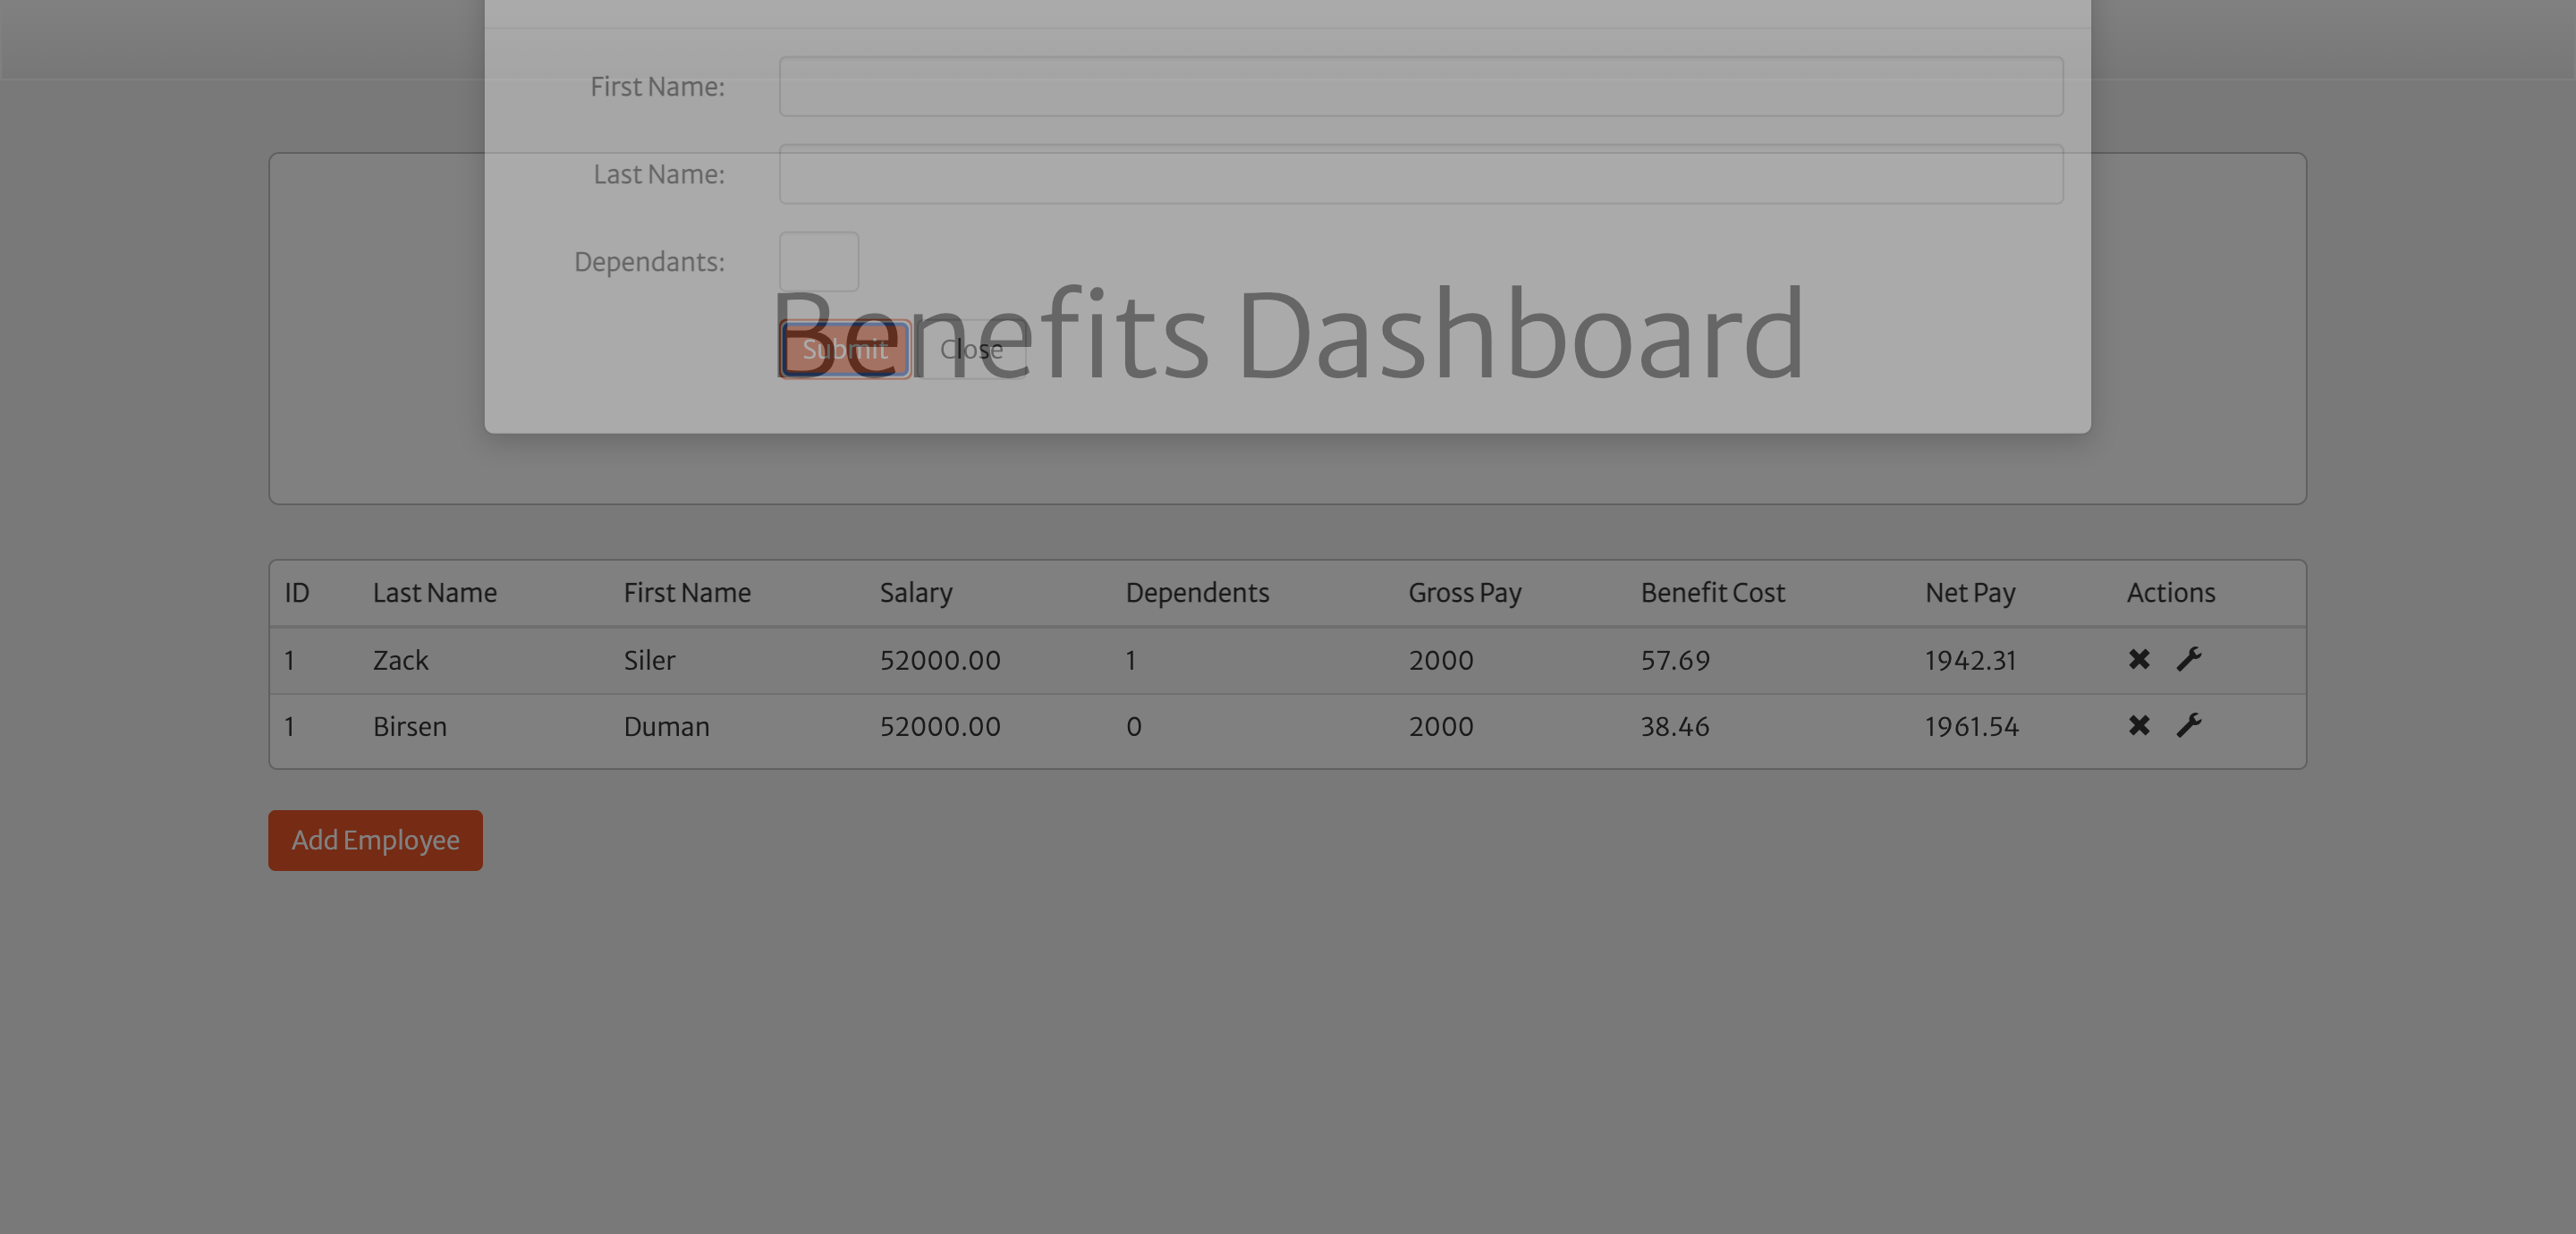 First Name:
Last Name:
Dependants:
Benefits Dashboard
Submit Close
ID Last Name First Name Salary Dependents Gross Pay Benefit Cost Net Pay Actions
1 Zack Siler 52000.00 1 2000 57.69 1942.31
1 Birsen Duman 52000.00 0 2000 38.46 1961.54
Add Employee